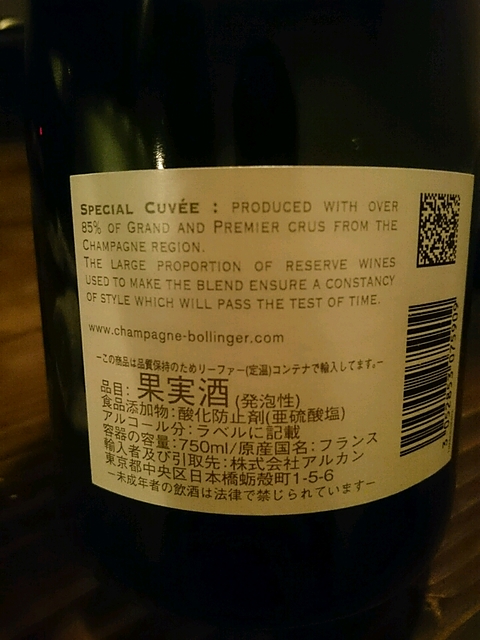 SPECIAL CUVÉE : PRODUCED WITH OVER
85% OF GRAND AND PREMIER CRUS FROM THE
CHAMPAGNE REGION.
THE LARGE PROPORTION OF RESERVE WINES
USED TO MAKE THE BLEND ENSURE A CONSTANCY
OF STYLE WHICH WILL PASS THE TEST OF TIME.
www.champagne-bollinger.com
ーこの商品は品質保持のためリーファー(定温)コンテナで輸入してます。ー
品目:果実酒(発泡性)
食品添加物:酸化防止剤(亜硫酸塩)
アルコール分:ラベルに記載
容器の容量:750ml/原産国名:フランス
輸入者及び引取先:株式会社アルカン
東京都中央区日本橋蛎殻町1-5-6
ー未成年者の飲酒は法律で禁じられていますー
3 052853 075909